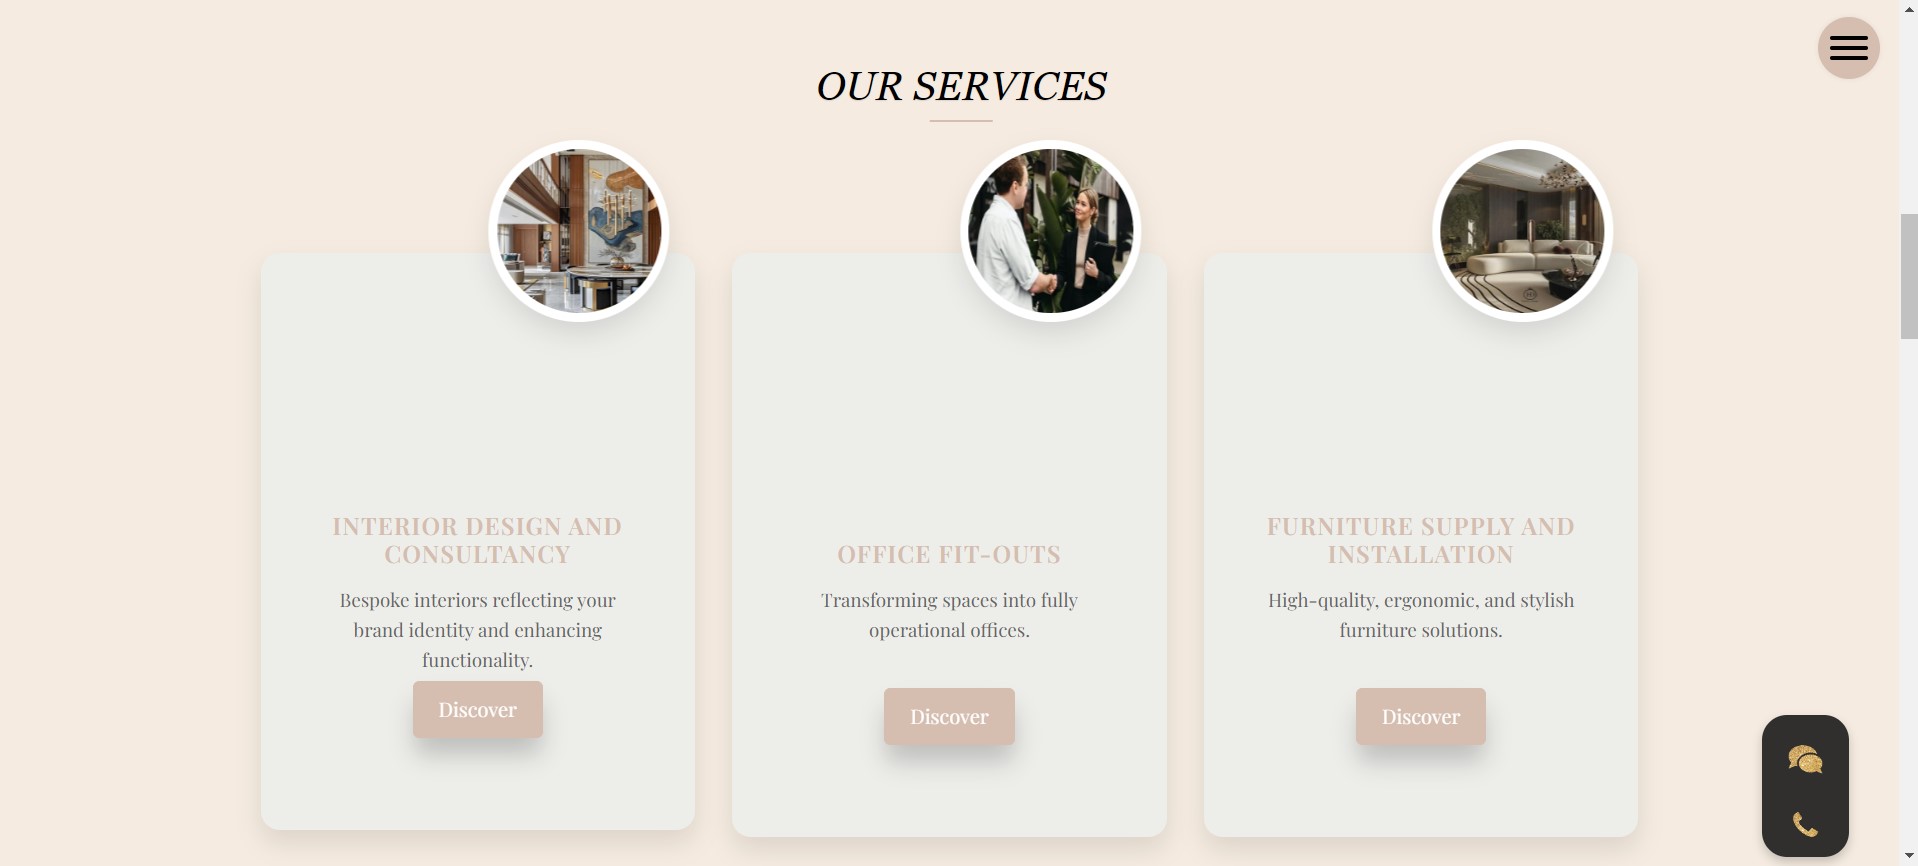 OUR SERVICES
INTERIOR DESIGN AND
CONSULTANCY
Bespoke interiors reflecting your
brand identity and enhancing
functionality.
Discover
OFFICE FIT-OUTS
Transforming spaces into fully
operational offices.
Discover
FURNITURE SUPPLY AND
INSTALLATION
High-quality, ergonomic, and stylish
furniture solutions.
Discover